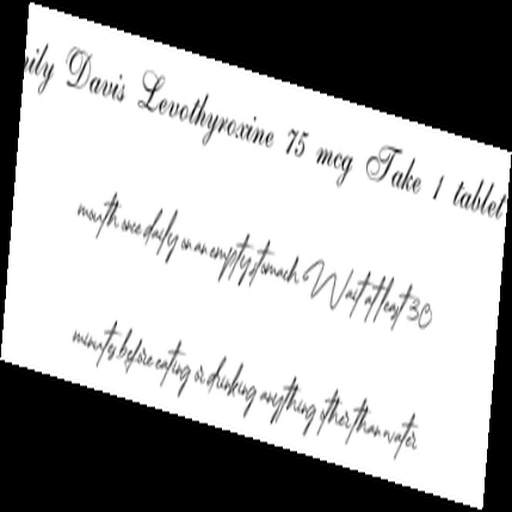 ily Davis Levothyroxine 75 mcg Take 1 tablet
mouth once daily on an empty stomach Wait at least 30
minutes before eating or drinking anything other than water